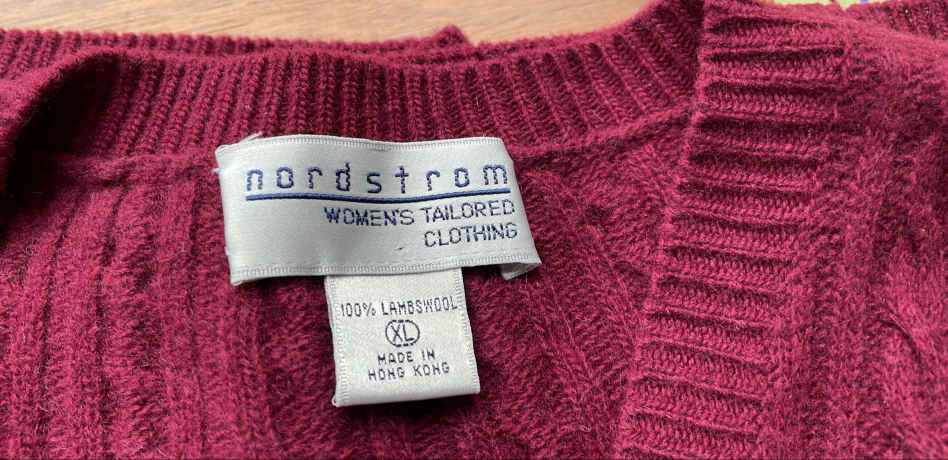 nordstrom
WOMEN'S TAILORED
CLOTHING
100% LAMBSWOOL
XL
MADE IN
HONG KONG